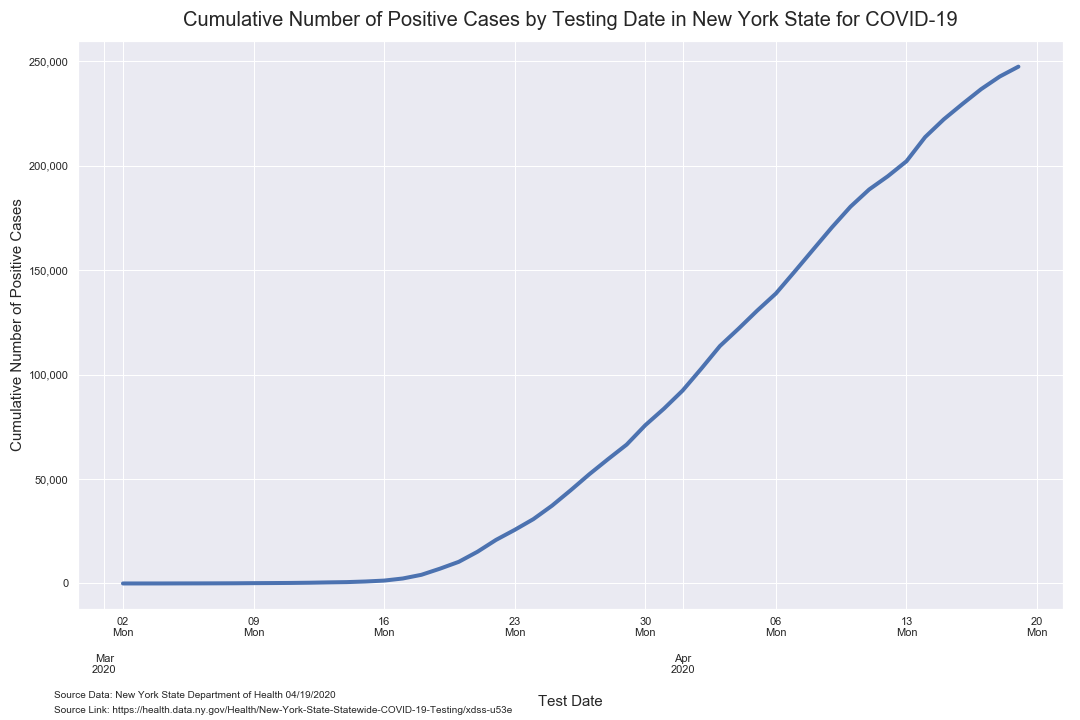 Cumulative Number of Positive Cases by Testing Date in New York State for COVID-19
Cumulative Number of Positive Cases
250,000
200,000
150,000
100,000
50,000
0
02 09 16 23 30 06 13 20
Mon Mon Mon Mon Mon Mon Mon Mon
Mar Apr
2020 2020
Test Date
Source Data: New York State Department of Health 04/19/2020
Source Link: https://health.data.ny.gov/Health/New-York-State-Statewide-COVID-19-Testing/xdss-u53e